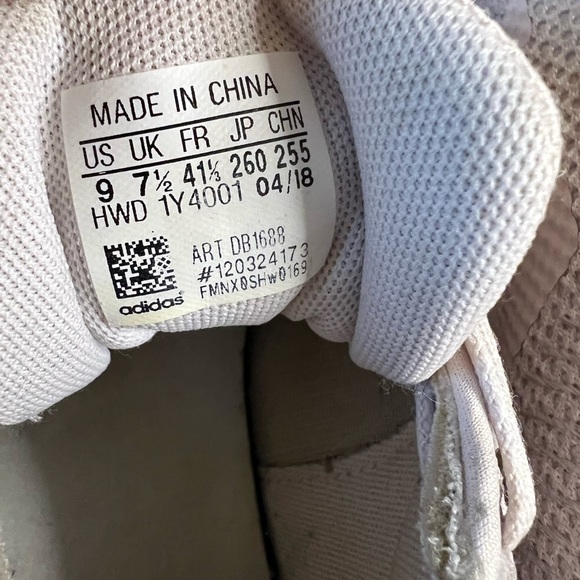 MADE IN CHINA
US UK FR JP CHN
9 7½ 41⅓ 260 255
HWD 1Y4001 04/18
ART DB1688
#120324173
FMNX0SHW0169
adidas